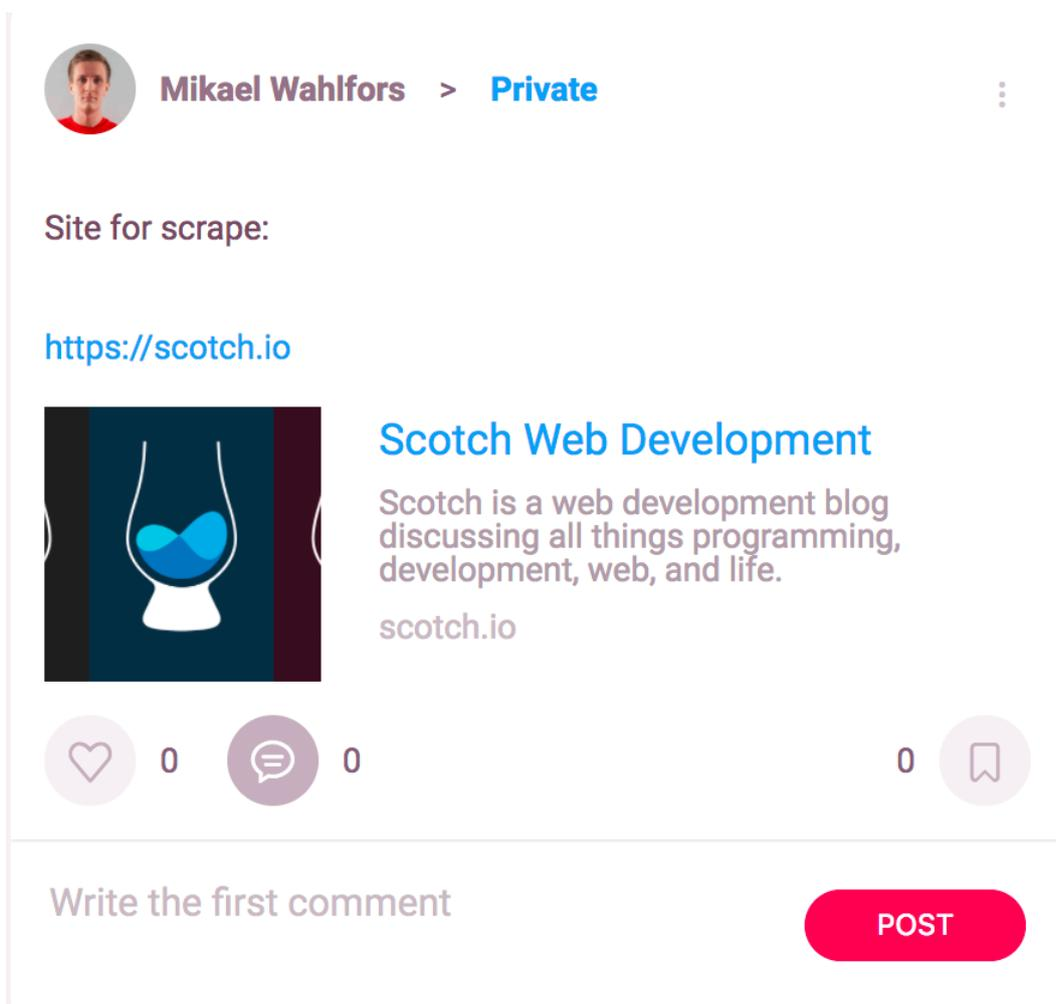 Mikael Wahlfors > Private
Site for scrape:
https://scotch.io
Scotch Web Development
Scotch is a web development blog
discussing all things programming,
development, web, and life.
scotch.io
0 0 0
Write the first comment
POST